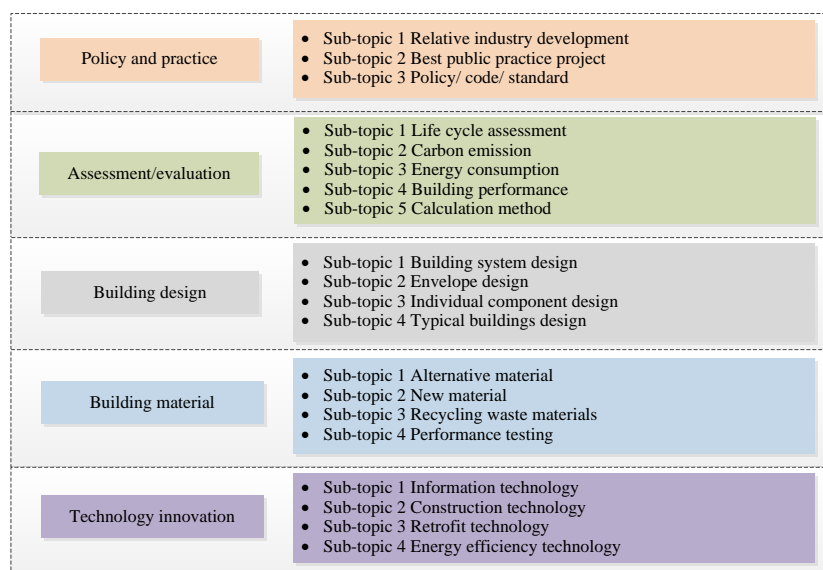 Policy and practice
• Sub-topic 1 Relative industry development
• Sub-topic 2 Best public practice project
• Sub-topic 3 Policy/ code/ standard
Assessment/evaluation
• Sub-topic 1 Life cycle assessment
• Sub-topic 2 Carbon emission
• Sub-topic 3 Energy consumption
• Sub-topic 4 Building performance
• Sub-topic 5 Calculation method
Building design
• Sub-topic 1 Building system design
• Sub-topic 2 Envelope design
• Sub-topic 3 Individual component design
• Sub-topic 4 Typical buildings design
Building material
• Sub-topic 1 Alternative material
• Sub-topic 2 New material
• Sub-topic 3 Recycling waste materials
• Sub-topic 4 Performance testing
Technology innovation
• Sub-topic 1 Information technology
• Sub-topic 2 Construction technology
• Sub-topic 3 Retrofit technology
• Sub-topic 4 Energy efficiency technology